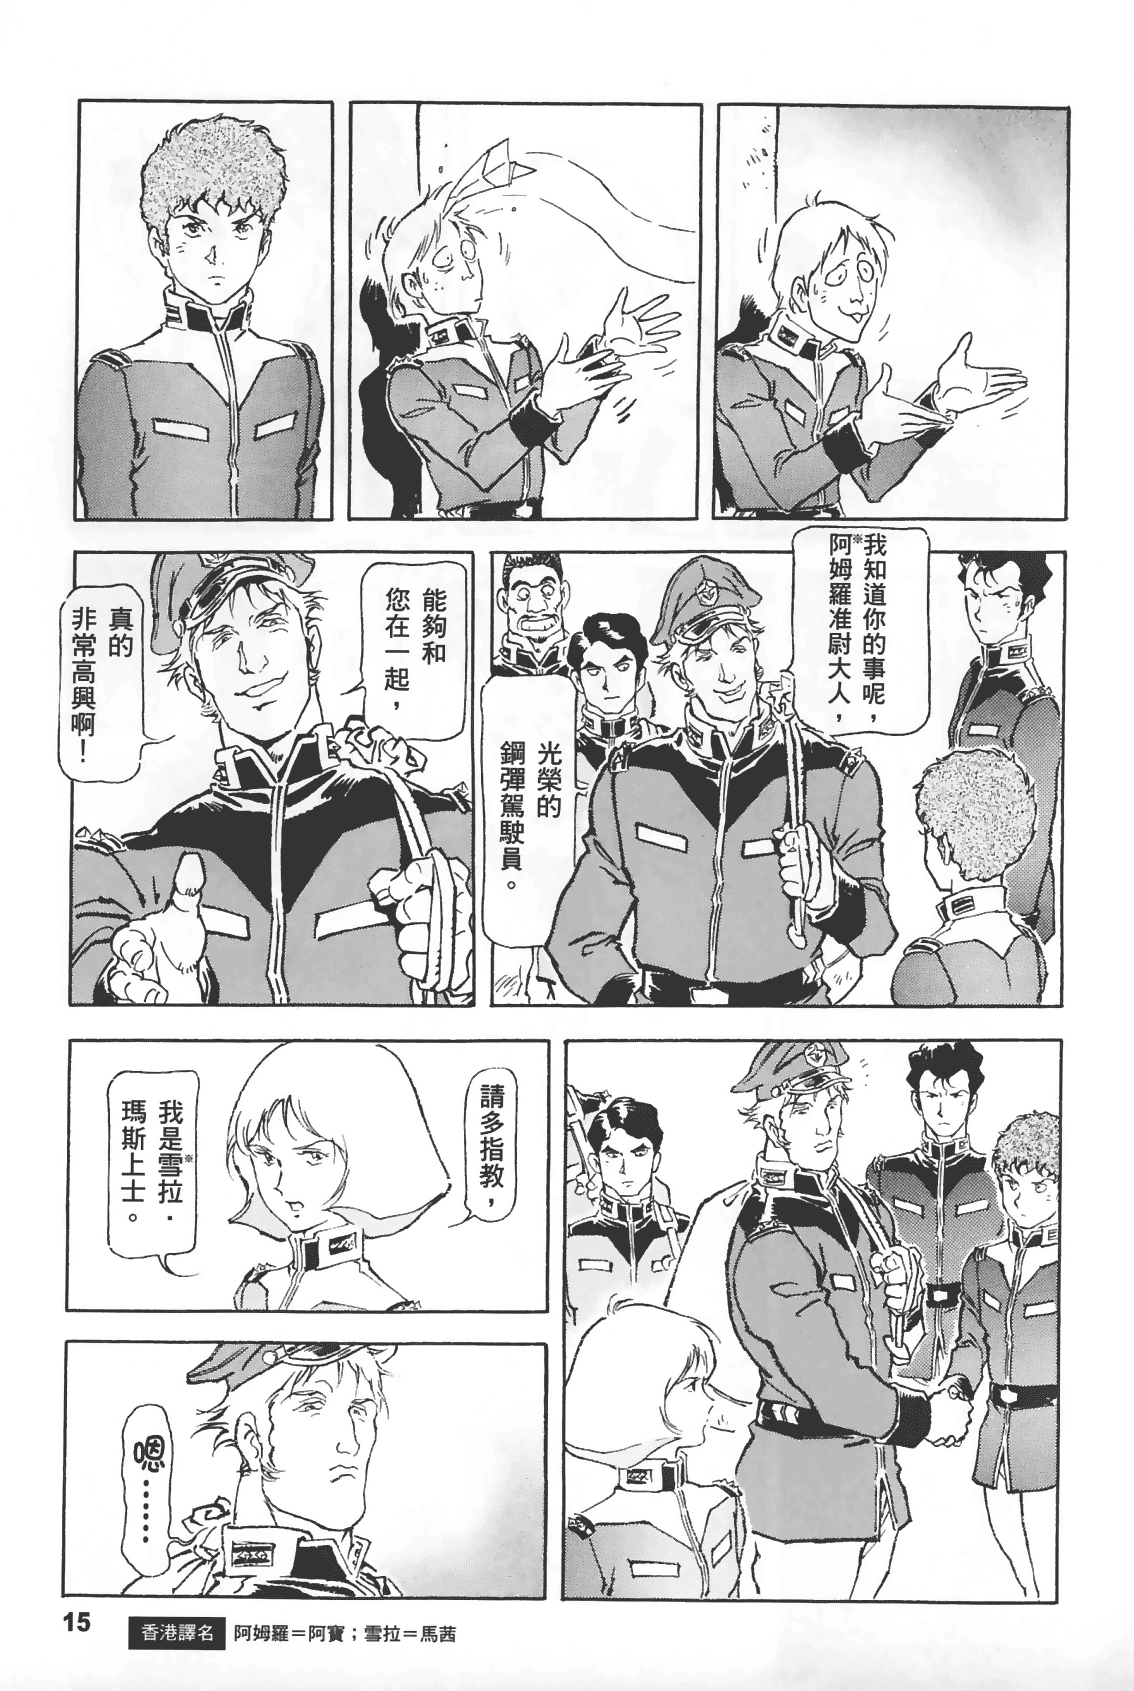 我知道你的事呢，
※
阿姆羅准尉大人，
光榮的
鋼彈駕駛員。
能夠和
您在一起，
真的
非常高興啊！
請多指教，
※
我是雪拉．
瑪斯上士。
嗯……
15
香港譯名 阿姆羅＝阿寶；雪拉＝馬茜